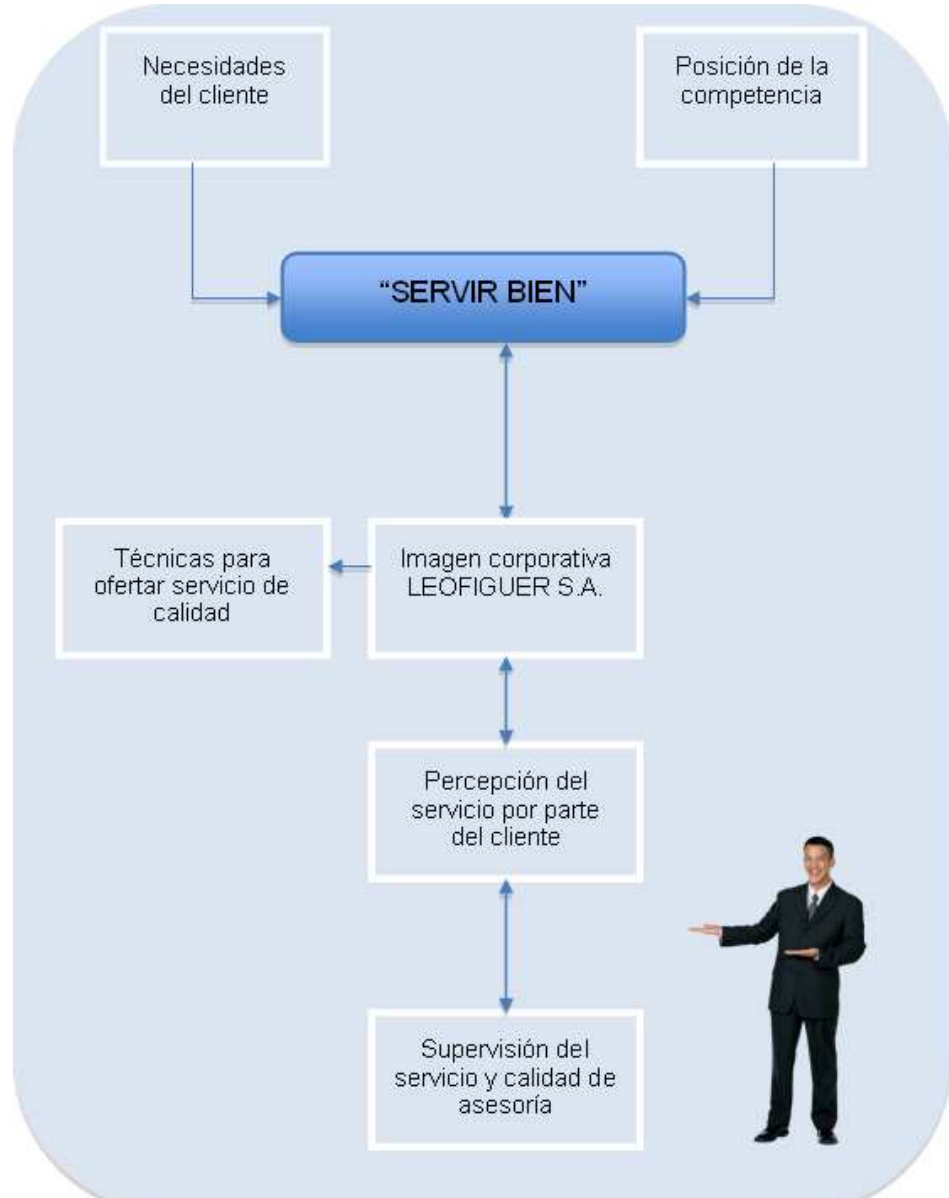 Necesidades
del cliente
Posición de la
competencia
“SERVIR BIEN”
Técnicas para
ofertar servicio de
calidad
Imagen corporativa
LEOFIGUER S.A.
Percepción del
servicio por parte
del cliente
Supervisión del
servicio y calidad de
asesoría